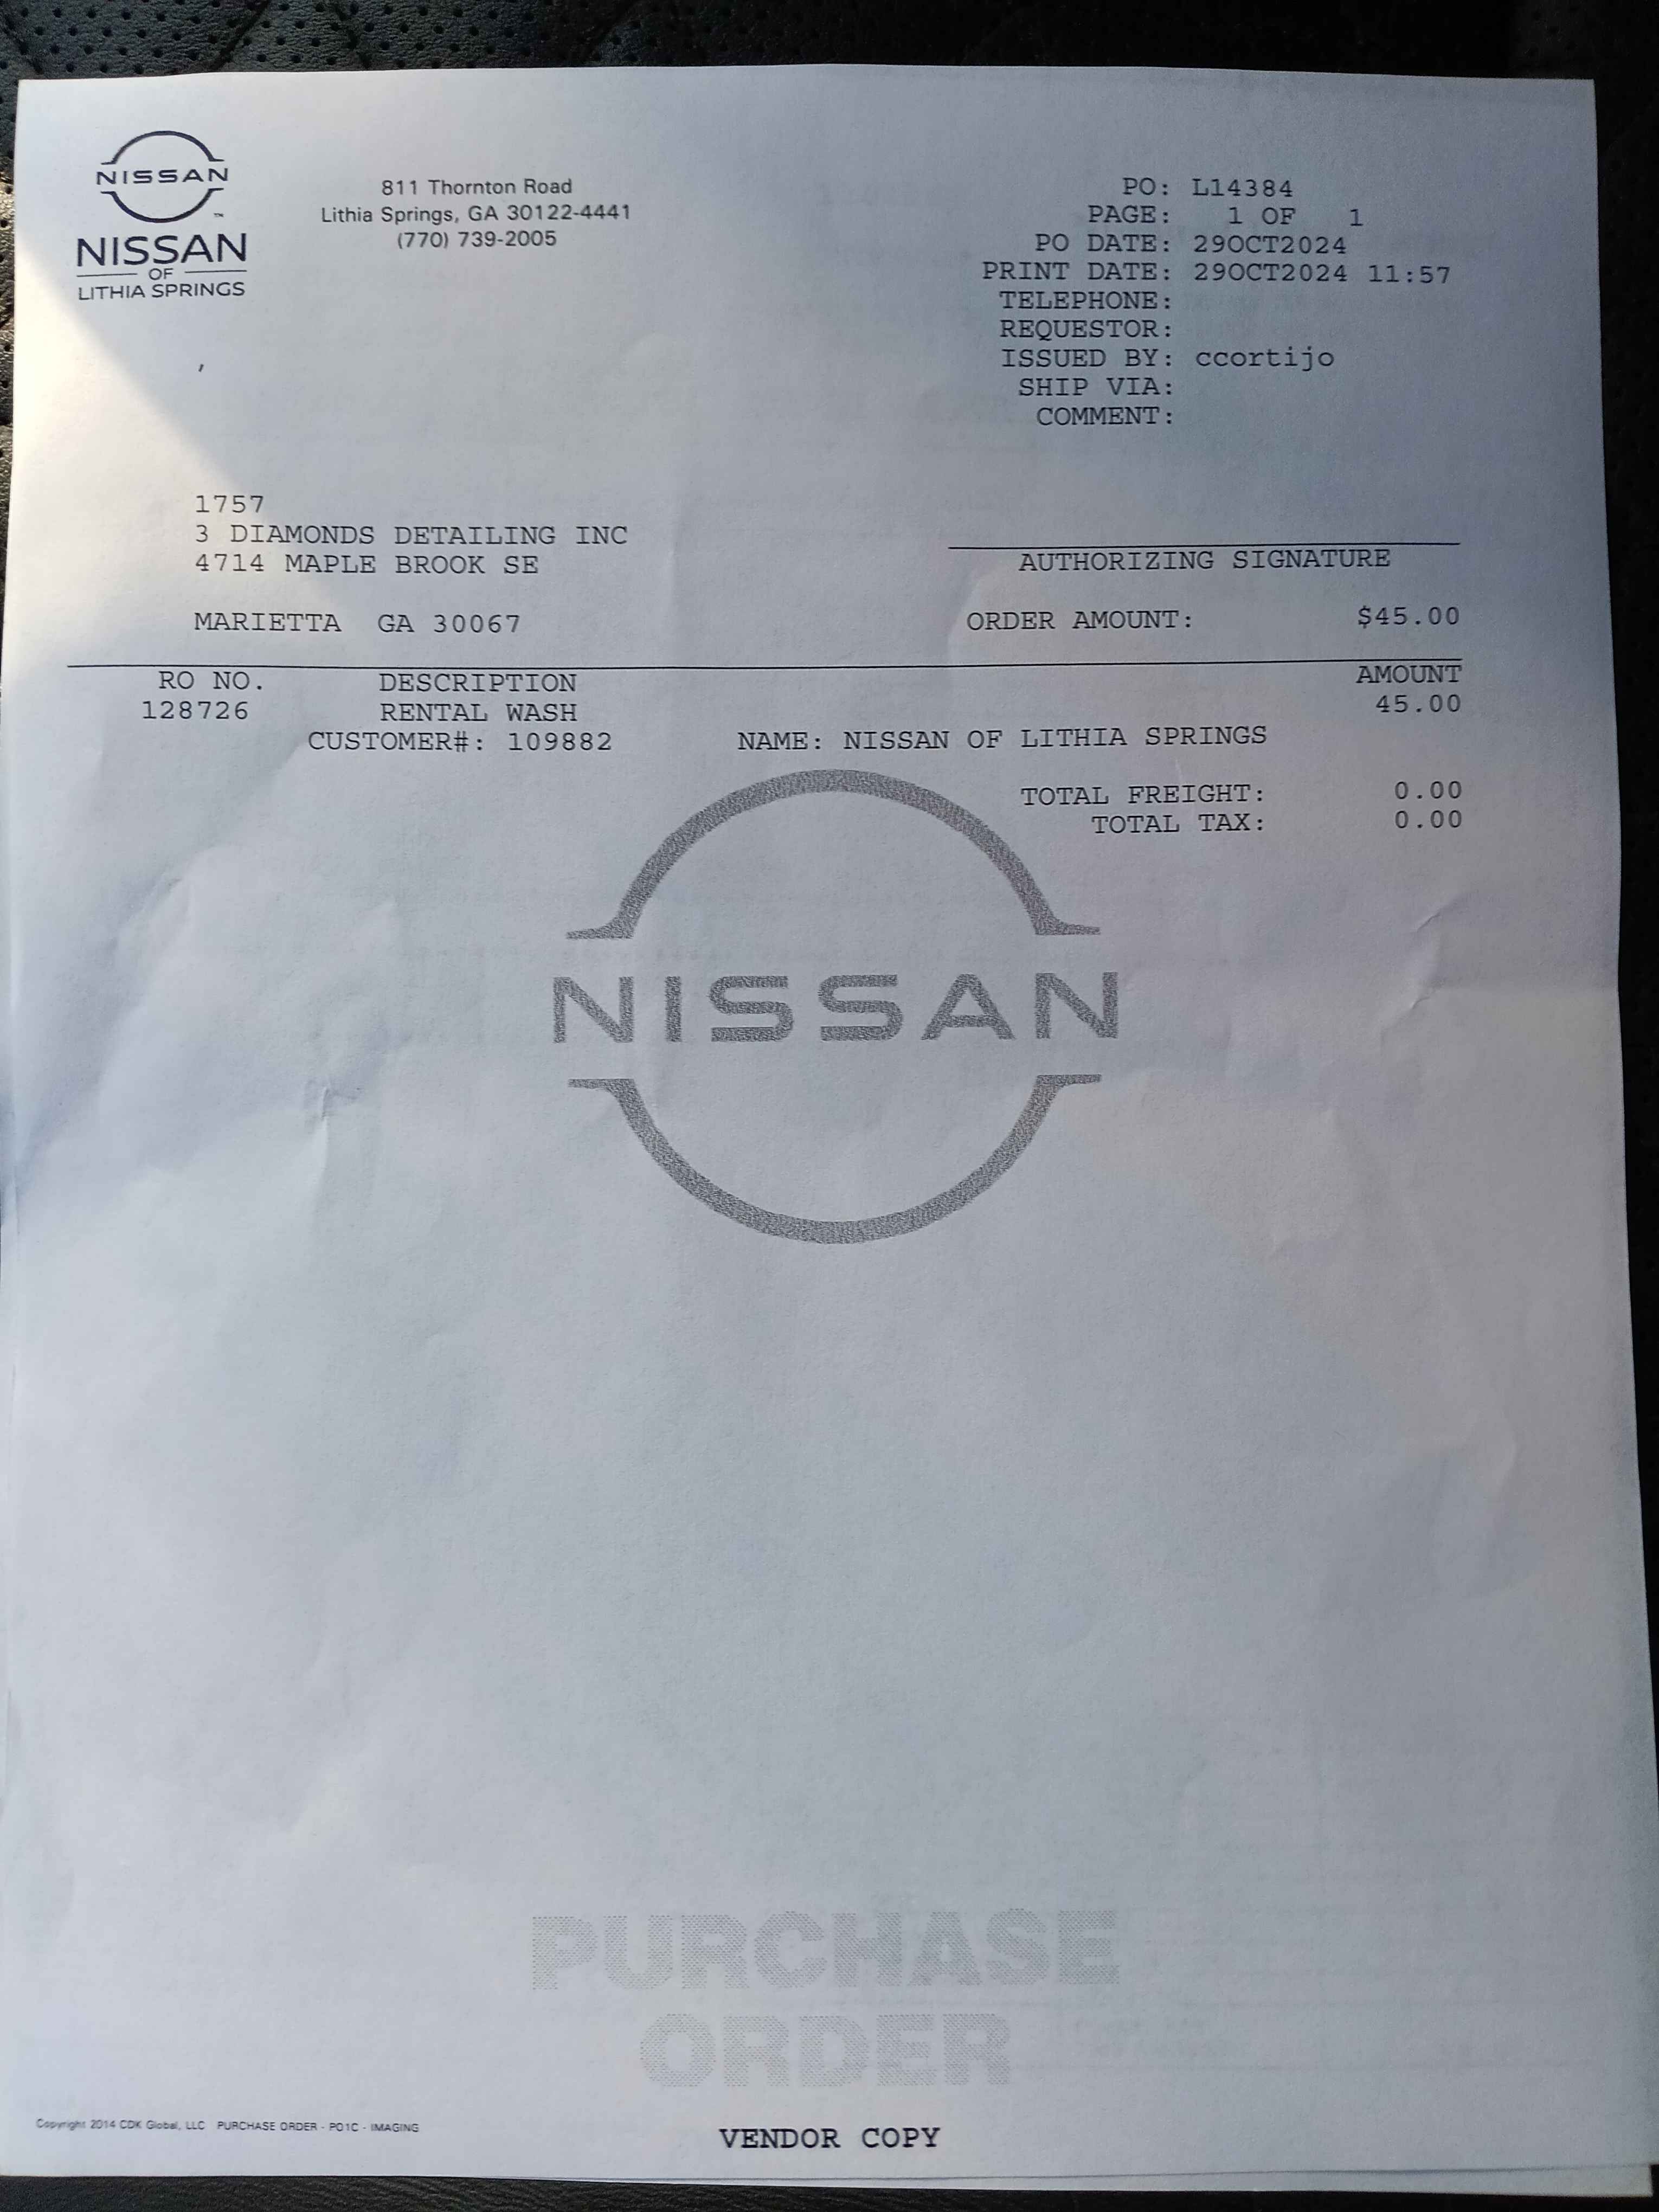 NISSAN
NISSAN
OF
LITHIA SPRINGS
811 Thornton Road
Lithia Springs, GA 30122-4441
(770) 739-2005
PO: L14384
PAGE: 1 OF 1
PO DATE: 29OCT2024
PRINT DATE: 29OCT2024 11:57
TELEPHONE:
REQUESTOR:
ISSUED BY: ccortijo
SHIP VIA:
COMMENT:
,
1757
3 DIAMONDS DETAILING INC
4714 MAPLE BROOK SE
MARIETTA GA 30067
AUTHORIZING SIGNATURE
ORDER AMOUNT: $45.00
RO NO. DESCRIPTION AMOUNT
128726 RENTAL WASH 45.00
CUSTOMER#: 109882 NAME: NISSAN OF LITHIA SPRINGS
TOTAL FREIGHT: 0.00
TOTAL TAX: 0.00
NISSAN
PURCHASE
ORDER
Copyright 2014 CDK Global, LLC PURCHASE ORDER - PO1C - IMAGING
VENDOR COPY